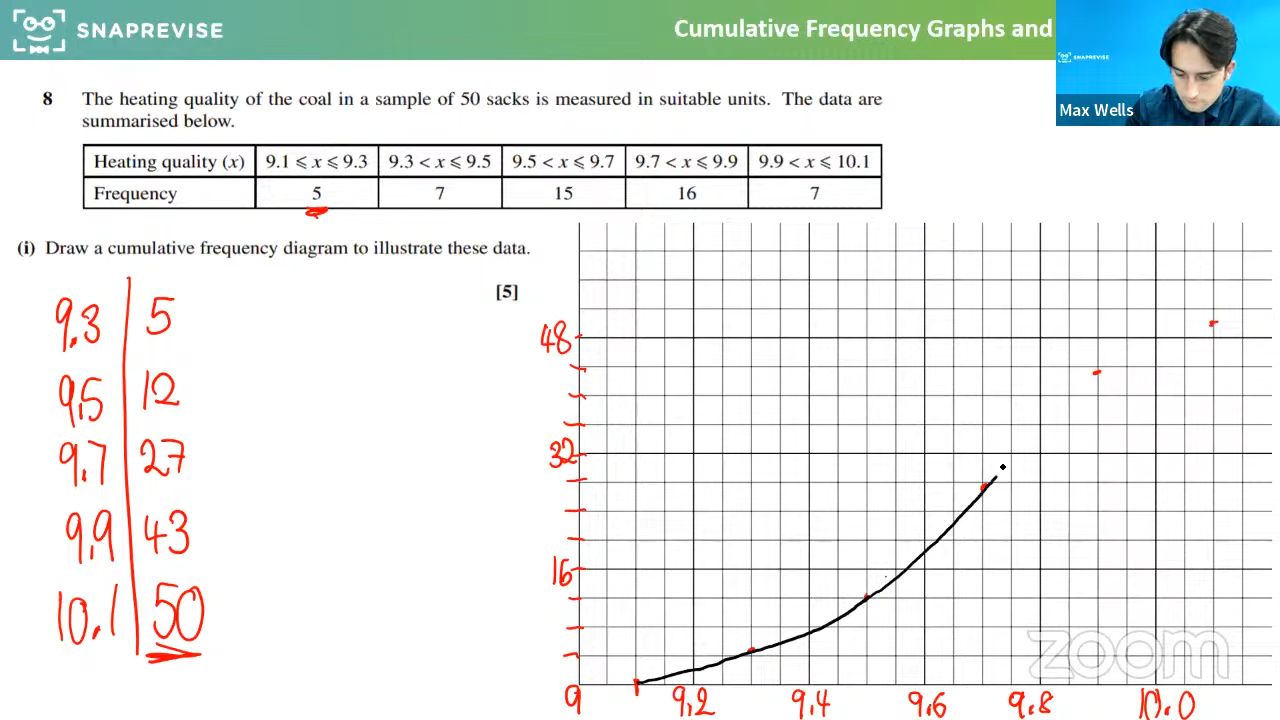 SNAPREVISE
Cumulative Frequency Graphs and
SNAPREVISE
Max Wells
8 The heating quality of the coal in a sample of 50 sacks is measured in suitable units. The data are
summarised below.
Heating quality (x) 9.1 ⩽ x ⩽ 9.3 9.3 < x ⩽ 9.5 9.5 < x ⩽ 9.7 9.7 < x ⩽ 9.9 9.9 < x ⩽ 10.1
Frequency 5 7 15 16 7
(i) Draw a cumulative frequency diagram to illustrate these data.
[5]
9.3 5
9.5 12
9.7 27
9.9 43
10.1 50
48
32
16
9 9.2 9.4 9.6 9.8 10.0
zoom